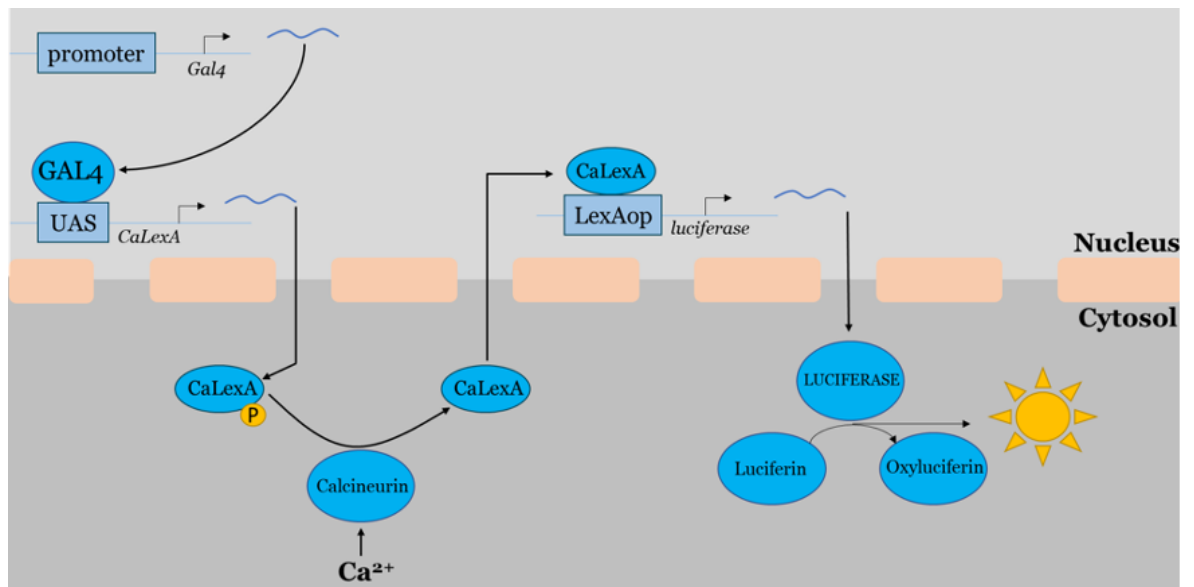 promoter
Gal4
GAL4
UAS
CaLexA
CaLexA
LexAop
luciferase
Nucleus
Cytosol
CaLexA
P
CaLexA
LUCIFERASE
Luciferin
Oxyluciferin
Calcineurin
Ca²⁺